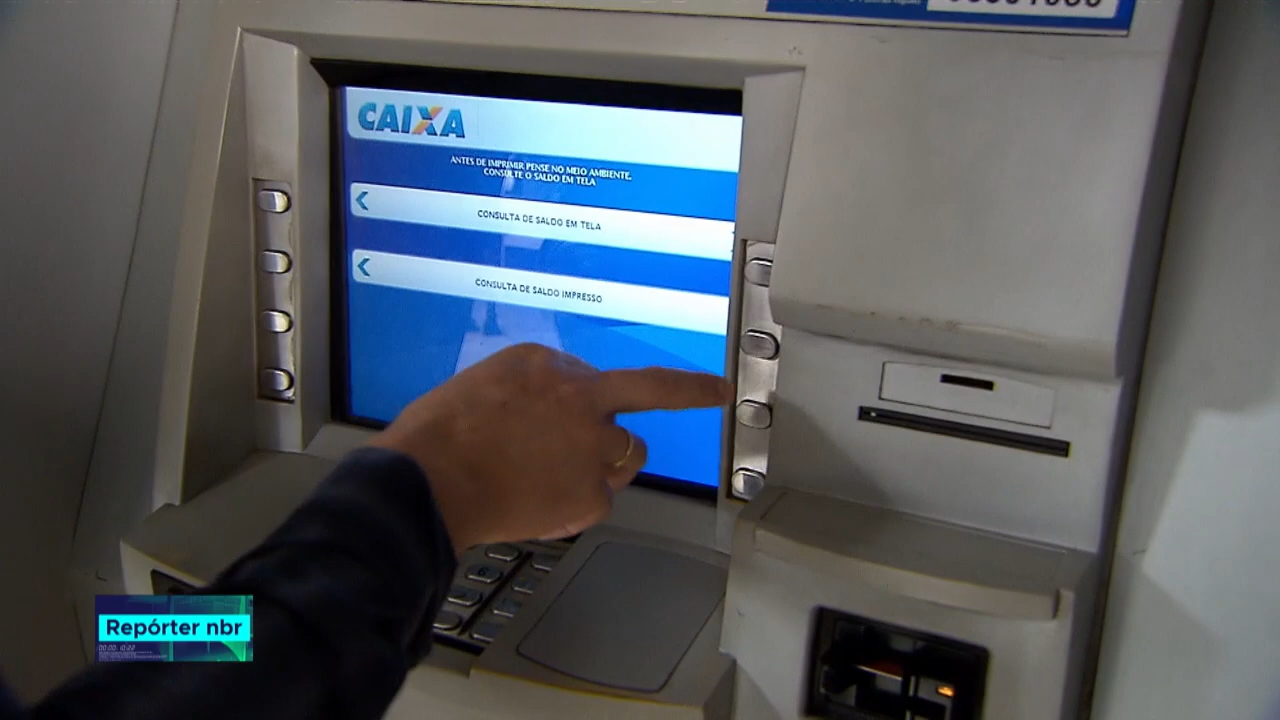 CAIXA
ANTES DE IMPRIMIR PENSE NO MEIO AMBIENTE.
CONSULTE O SALDO EM TELA
CONSULTA DE SALDO EM TELA
CONSULTA DE SALDO IMPRESSO
Repórter nbr